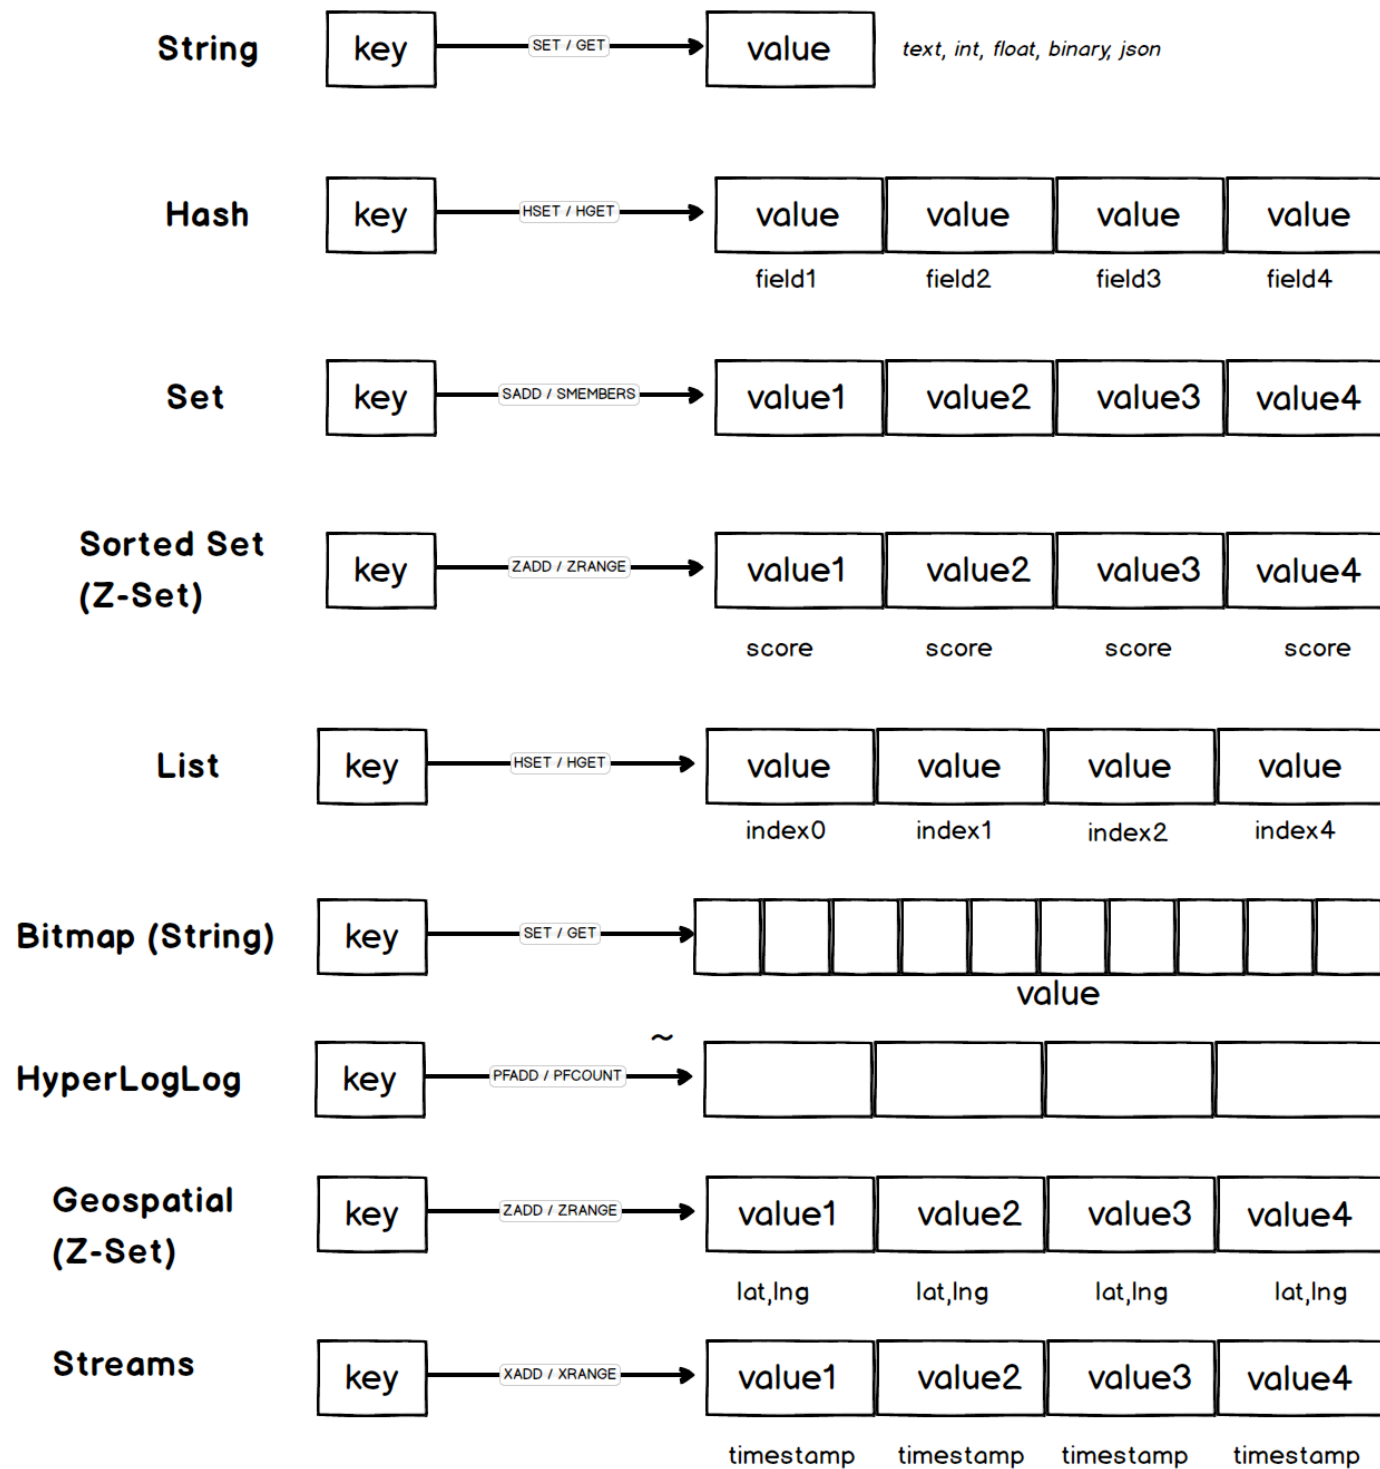 String key SET / GET value text, int, float, binary, json
Hash key HSET / HGET value value value value
field1 field2 field3 field4
Set key SADD / SMEMBERS value1 value2 value3 value4
Sorted Set
(Z-Set)
key ZADD / ZRANGE value1 value2 value3 value4
score score score score
List key HSET / HGET value value value value
index0 index1 index2 index4
Bitmap (String) key SET / GET
value
~
HyperLogLog key PFADD / PFCOUNT
Geospatial
(Z-Set)
key ZADD / ZRANGE value1 value2 value3 value4
lat,lng lat,lng lat,lng lat,lng
Streams key XADD / XRANGE value1 value2 value3 value4
timestamp timestamp timestamp timestamp